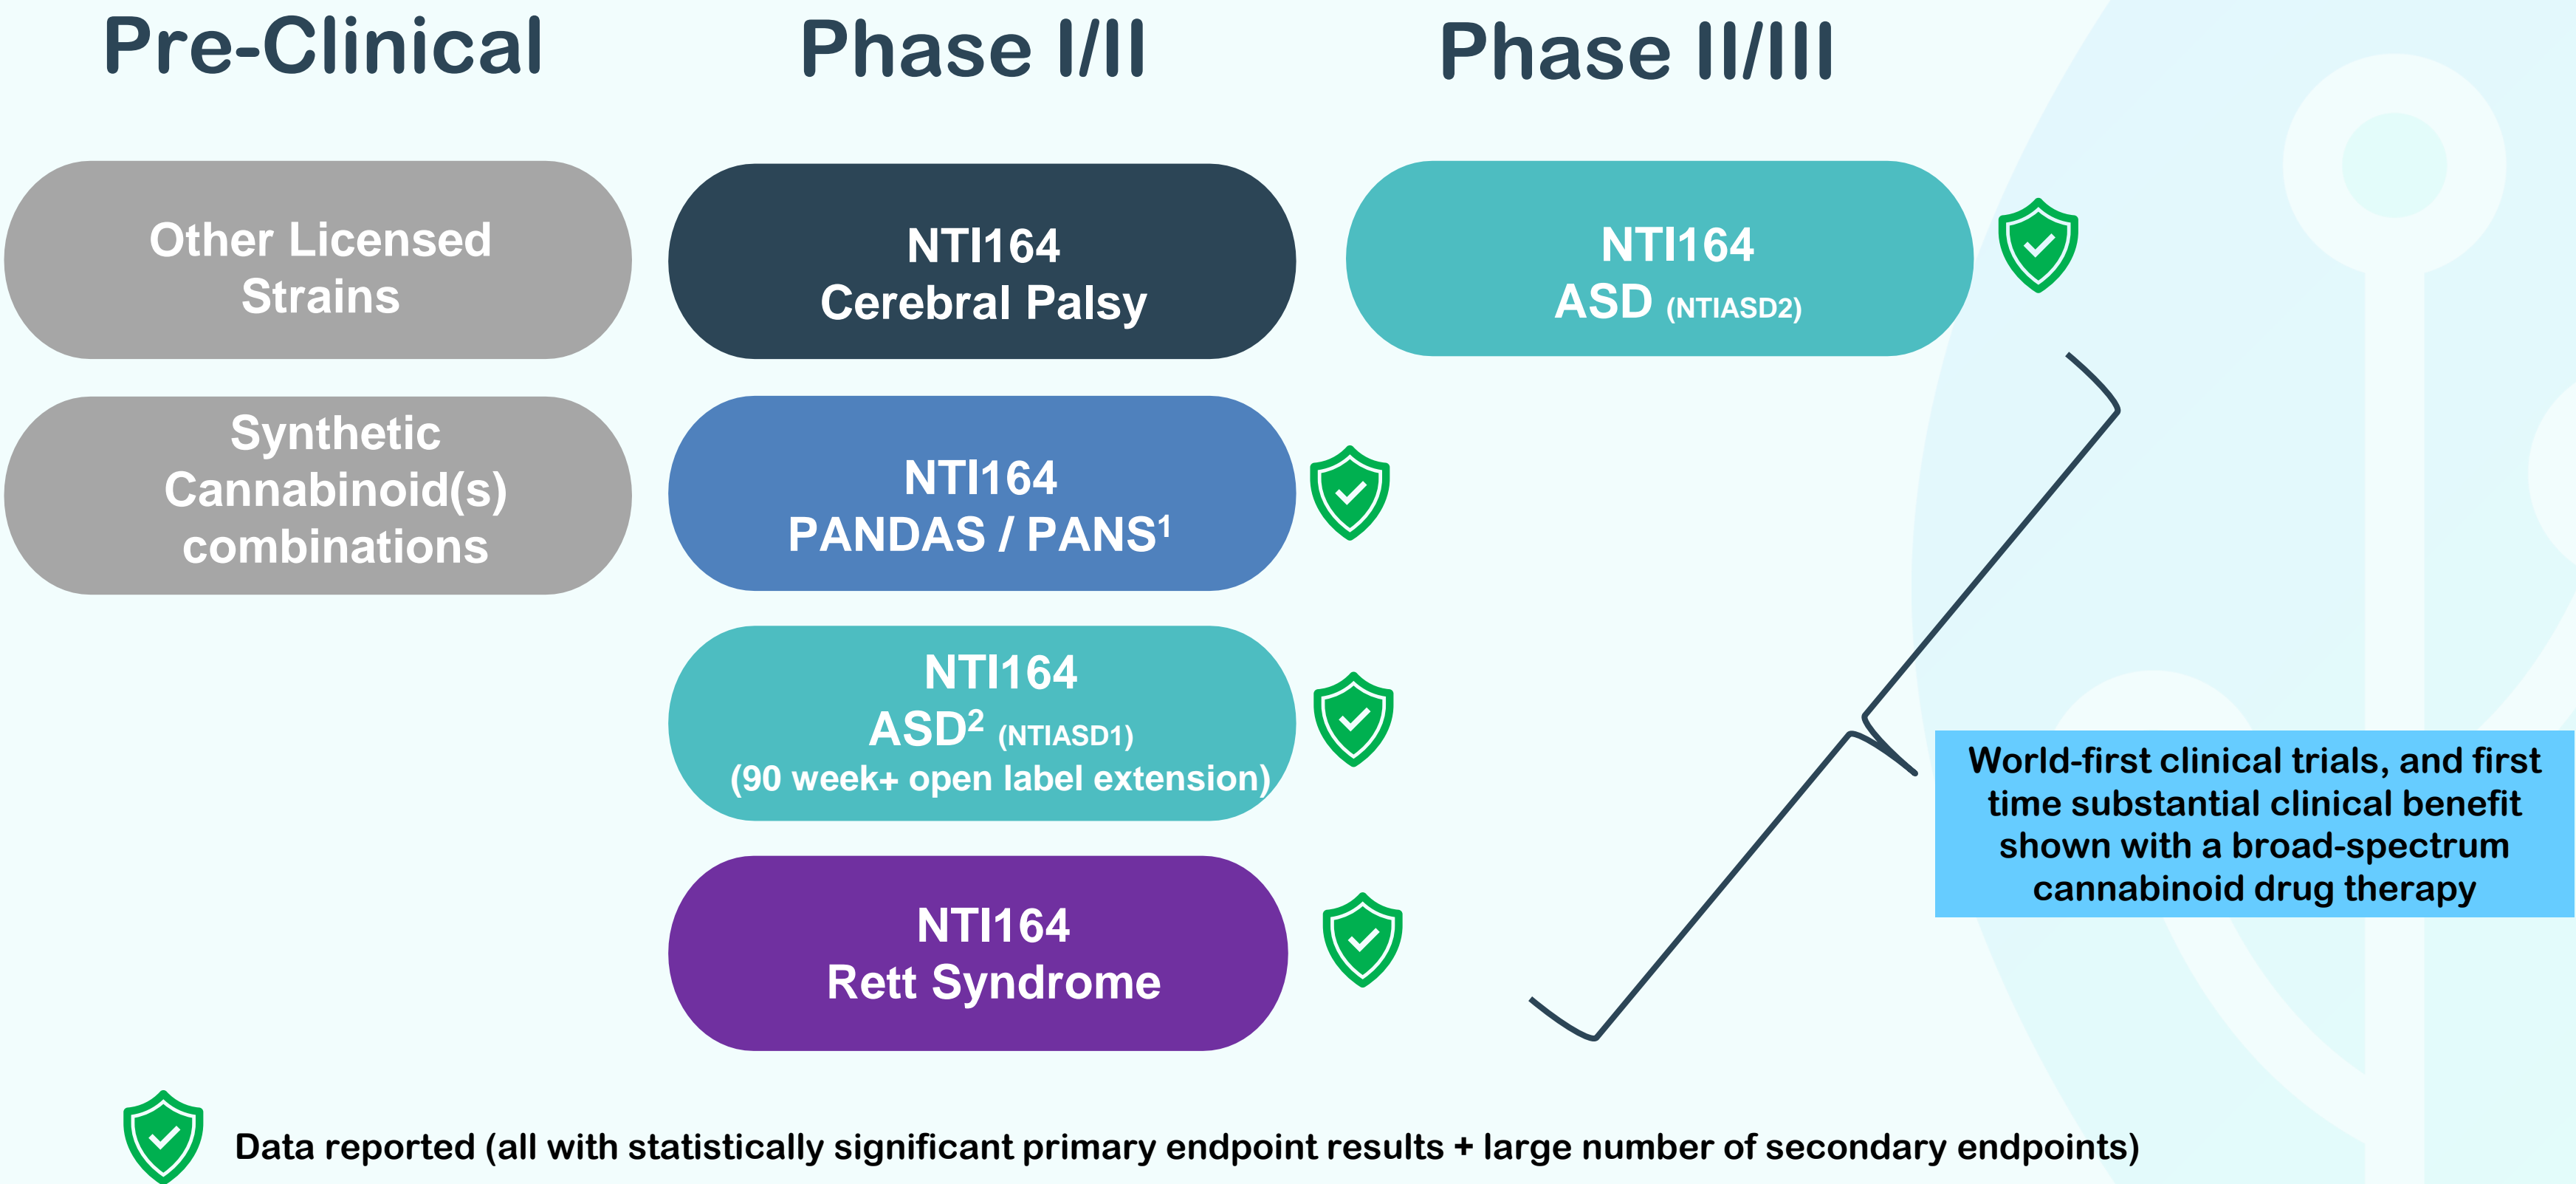 Pre-Clinical
Phase I/II
Phase II/III
Other Licensed
Strains
Synthetic
Cannabinoid(s)
combinations
NTI164
Cerebral Palsy
NTI164
PANDAS / PANS¹
NTI164
ASD² (NTIASD1)
(90 week+ open label extension)
NTI164
Rett Syndrome
NTI164
ASD (NTIASD2)
World-first clinical trials, and first
time substantial clinical benefit
shown with a broad-spectrum
cannabinoid drug therapy
Data reported (all with statistically significant primary endpoint results + large number of secondary endpoints)